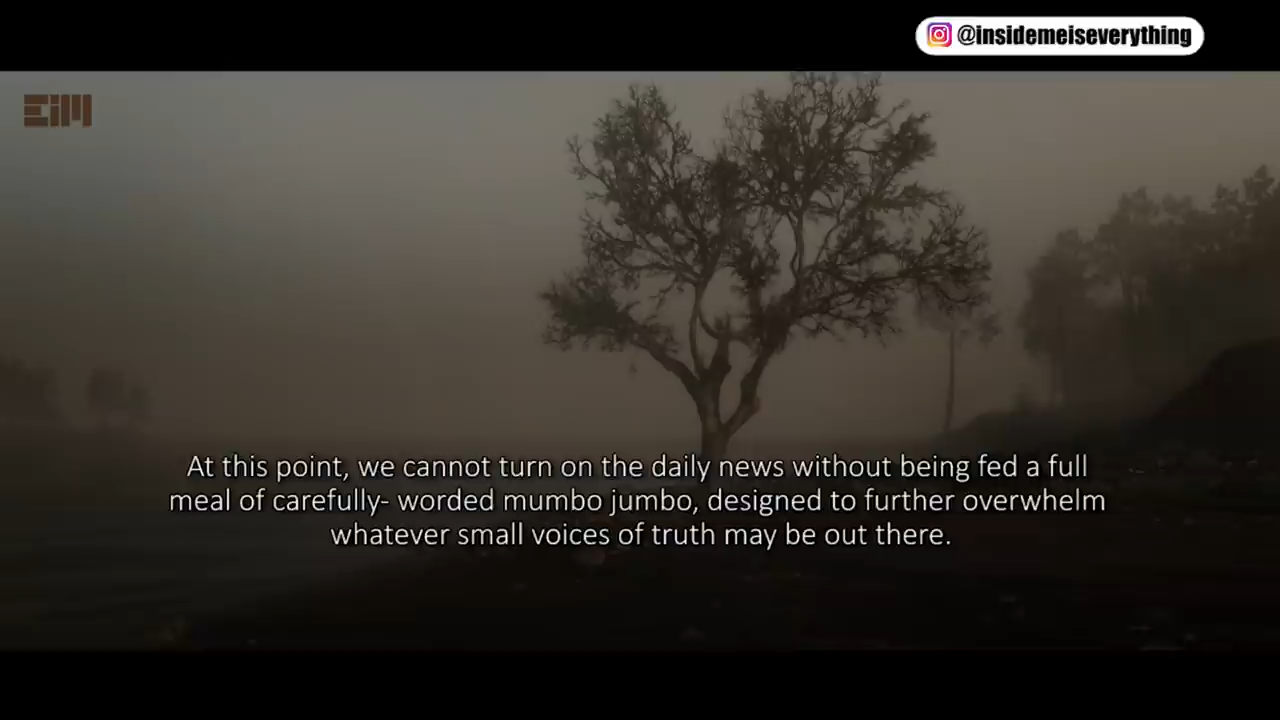 @insidemeiseverything
EiM
At this point, we cannot turn on the daily news without being fed a full
meal of carefully- worded mumbo jumbo, designed to further overwhelm
whatever small voices of truth may be out there.